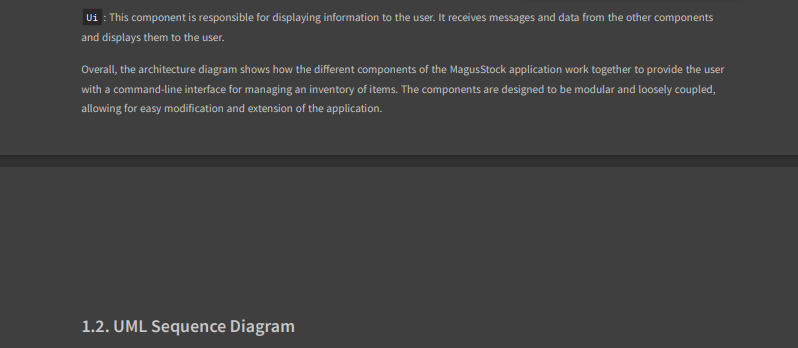 Ui : This component is responsible for displaying information to the user. It receives messages and data from the other components
and displays them to the user.
Overall, the architecture diagram shows how the different components of the MagusStock application work together to provide the user
with a command-line interface for managing an inventory of items. The components are designed to be modular and loosely coupled,
allowing for easy modification and extension of the application.
1.2. UML Sequence Diagram